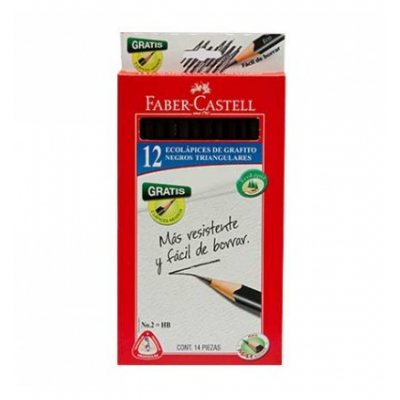 GRATIS
Fácil de borrar.
FABER-CASTELL
12 ECOLÁPICES DE GRAFITO
NEGROS TRIANGULARES
GRATIS
Más resistente
y fácil de borrar.
No.2 = HB
CONT. 14 PIEZAS